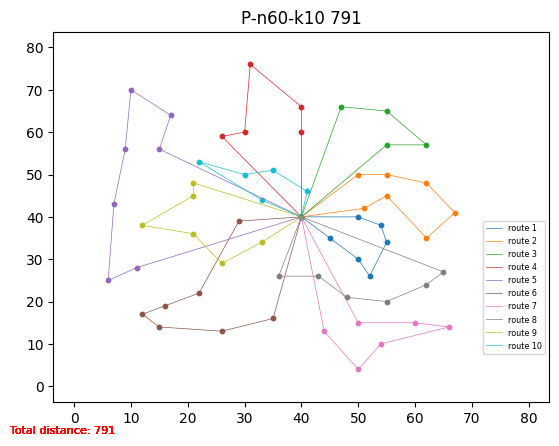 P-n60-k10 791
80
70
60
50
40
30
20
10
0
route 1
route 2
route 3
route 4
route 5
route 6
route 7
route 8
route 9
route 10
0 10 20 30 40 50 60 70 80
Total distance: 791